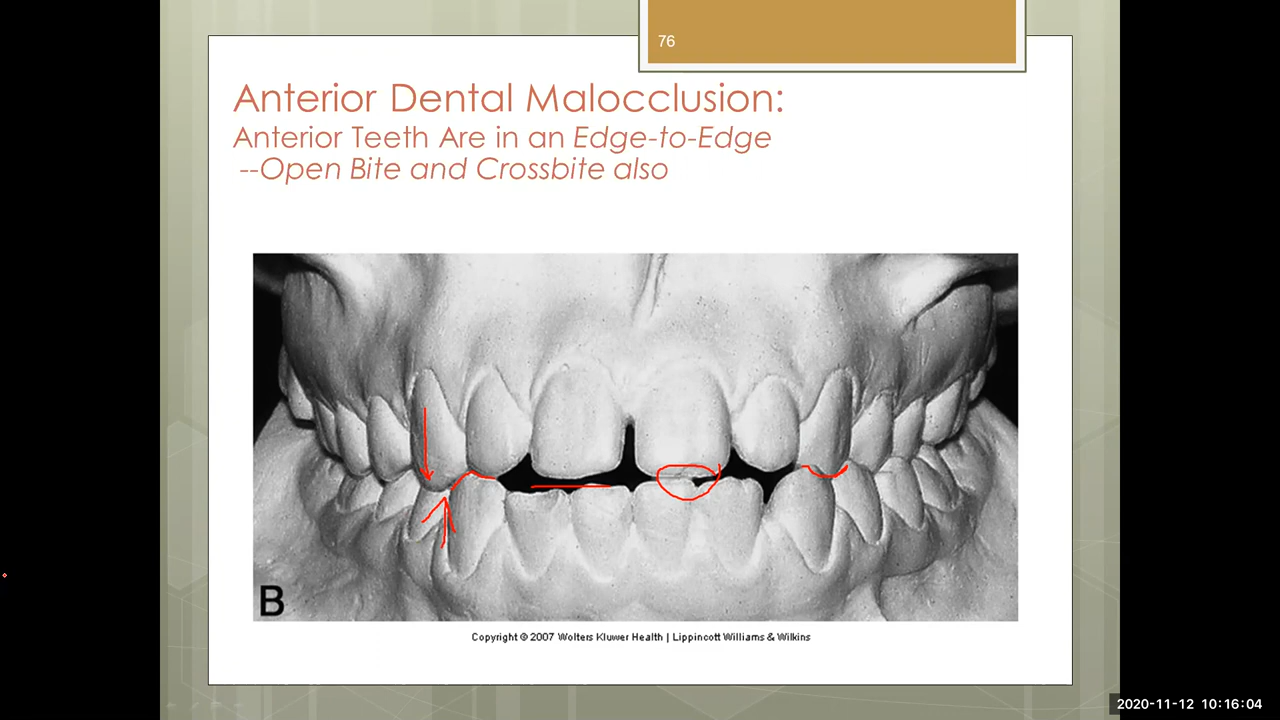 76
Anterior Dental Malocclusion:
Anterior Teeth Are in an Edge-to-Edge
--Open Bite and Crossbite also
B
Copyright © 2007 Wolters Kluwer Health | Lippincott Williams & Wilkins
2020-11-12 10:16:04